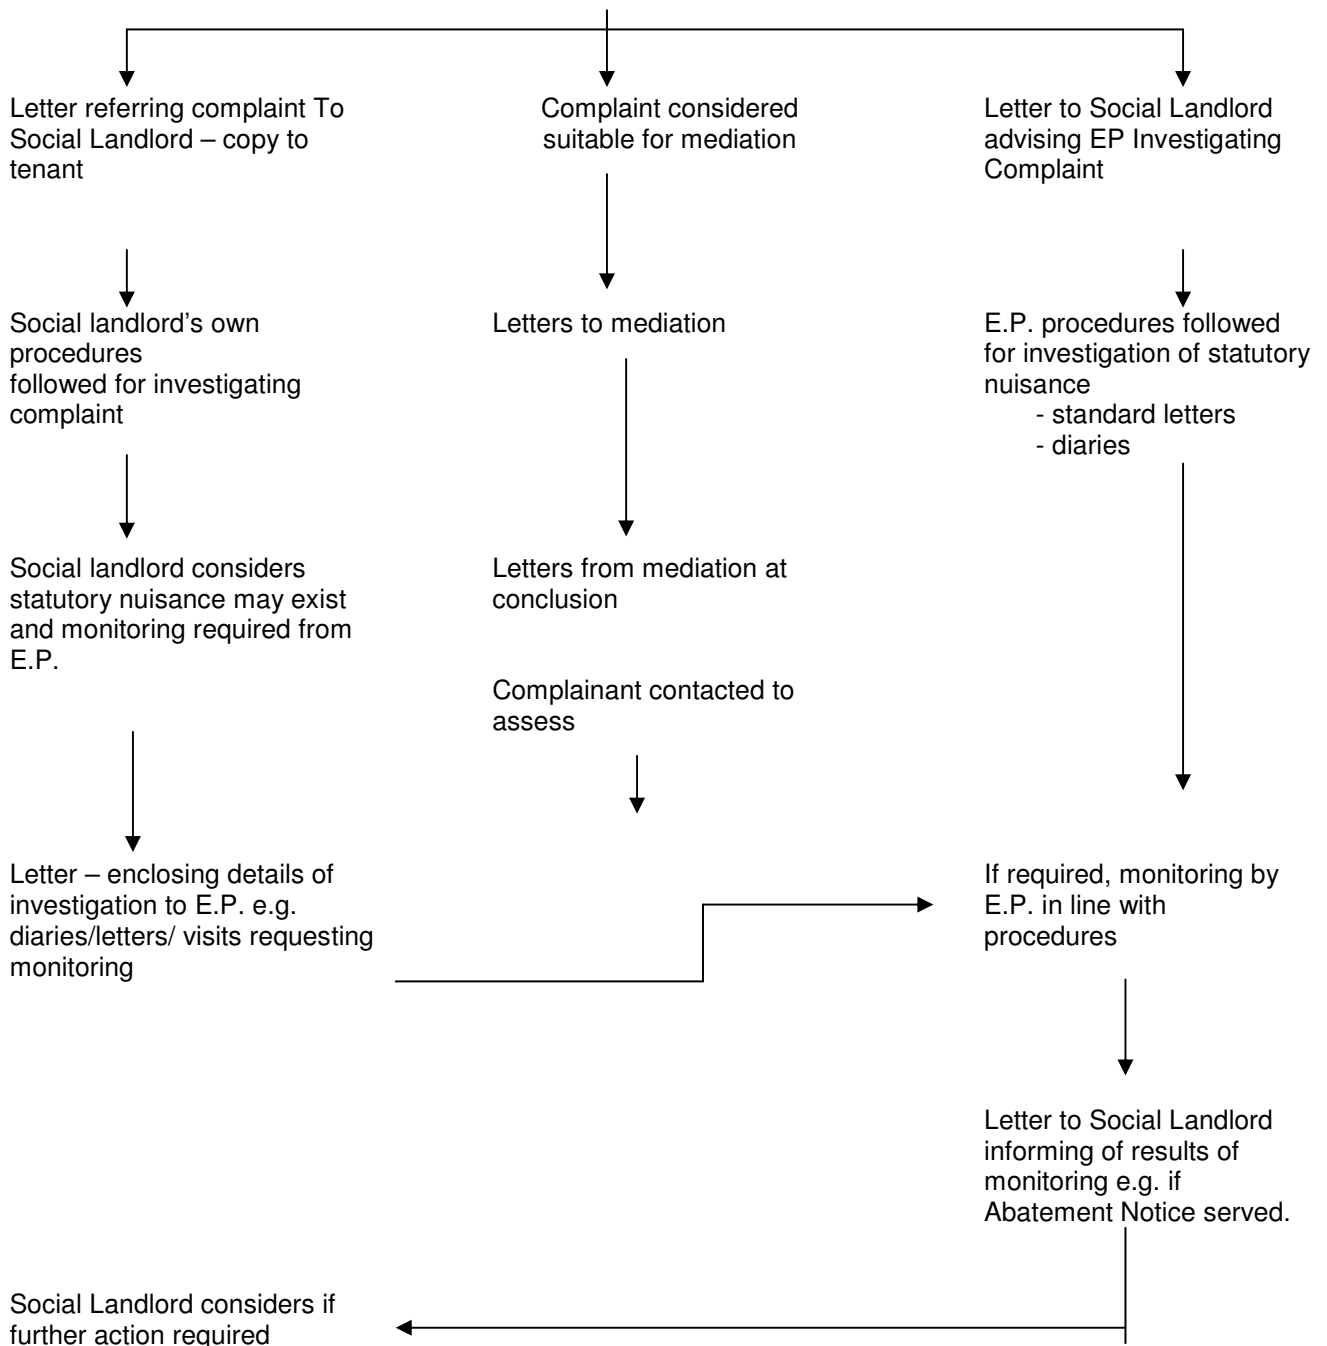 Letter referring complaint To
Social Landlord – copy to
tenant
Complaint considered
suitable for mediation
Letter to Social Landlord
advising EP Investigating
Complaint
Social landlord's own
procedures
followed for investigating
complaint
Letters to mediation
E.P. procedures followed
for investigation of statutory
nuisance
- standard letters
- diaries
Social landlord considers
statutory nuisance may exist
and monitoring required from
E.P.
Letters from mediation at
conclusion
Complainant contacted to
assess
Letter – enclosing details of
investigation to E.P. e.g.
diaries/letters/ visits requesting
monitoring
If required, monitoring by
E.P. in line with
procedures
Letter to Social Landlord
informing of results of
monitoring e.g. if
Abatement Notice served.
Social Landlord considers if
further action required